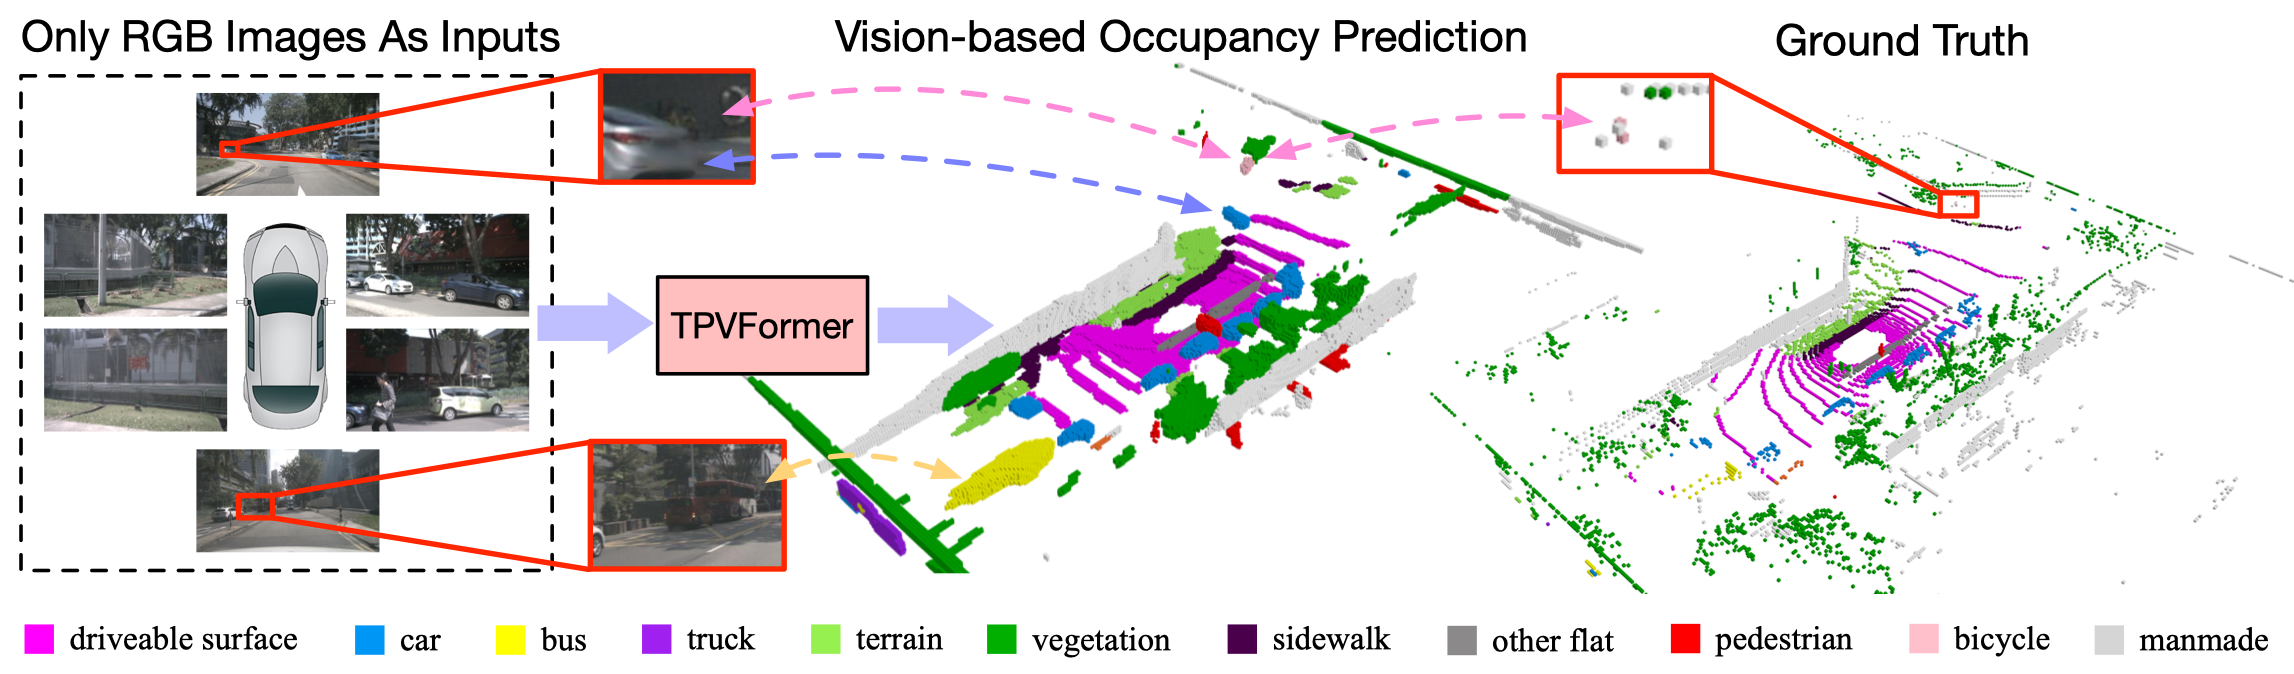 Only RGB Images As Inputs
Vision-based Occupancy Prediction
Ground Truth
TPVFormer
driveable surface
car
bus
truck
terrain
vegetation
sidewalk
other flat
pedestrian
bicycle
manmade